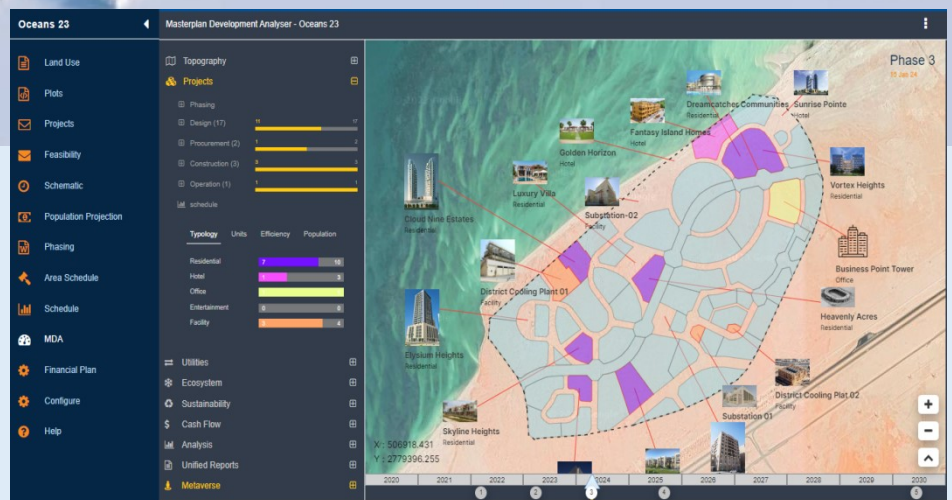 Oceans 23
Masterplan Development Analyser - Oceans 23
Land Use
Plots
Projects
Feasibility
Schematic
Population Projection
Phasing
Area Schedule
Schedule
MDA
Financial Plan
Configure
Help
Topography
Projects
Phasing
Design (17)
11
17
Procurement (2)
1
2
Construction (3)
3
Operation (1)
1
1
schedule
Typology
Units
Efficiency
Population
Residential
7
10
Hotel
1
3
Office
Entertainment
0
0
Facility
3
4
Utilities
Ecosystem
Sustainability
Cash Flow
Analysis
Unified Reports
Metaverse
Phase 3
15 Jan 24
Dreamcatches Communities
Residential
Sunrise Pointe
Hotel
Fantasy Island Homes
Hotel
Golden Horizon
Hotel
Vortex Heights
Residential
Luxury Villa
Residential
Substbtion-02
Facility
Cloud Nine Estates
Residential
Business Point Tower
Office
District Cooling Plant 01
Facility
Heavenly Acres
Residential
Elysium Heights
Residential
District Cooling Plat 02
Facility
Substation 01
Skyline Heights
Residential
X/: 506918.431
Y : 2779396.255
2020
2021
2022
2023
2024
2025
2026
2027
2028
2029
2030
1
2
3
4
5